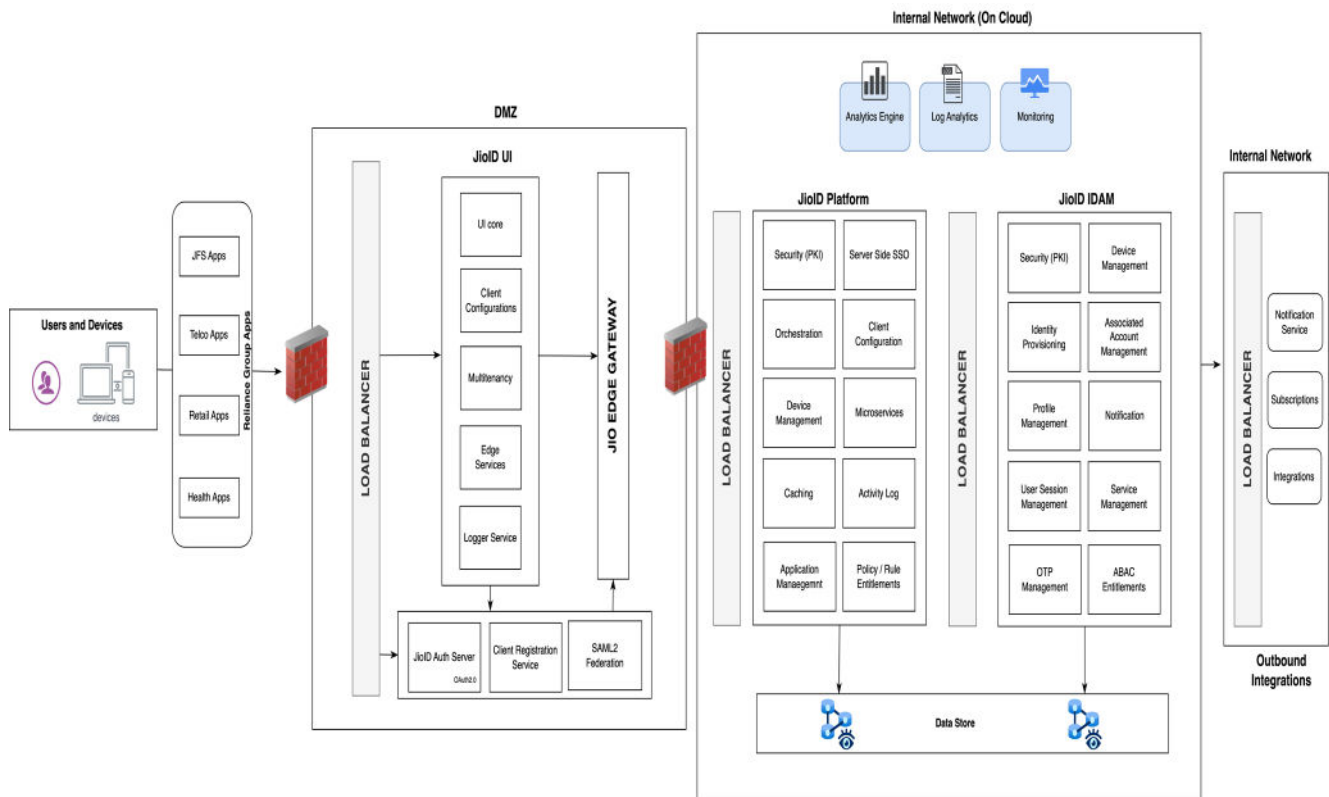 Internal Network (On Cloud)
Analytics Engine
Log Analytics
Monitoring
DMZ
JioID UI
Internal Network
JioID Platform
JioID IDAM
Users and Devices
devices
JFS Apps
Telco Apps
Retail Apps
Health Apps
Reliance Group Apps
LOAD BALANCER
UI core
Client
Configurations
Multitenancy
Edge
Services
Logger Service
JIO EDGE GATEWAY
JioID Auth Server
OAuth2.0
Client Registration
Service
SAML2
Federation
LOAD BALANCER
Security (PKI)
Server Side SSO
Orchestration
Client
Configuration
Device
Management
Microservices
Caching
Activity Log
Application
Manaegemnt
Policy / Rule
Entitlements
LOAD BALANCER
Security (PKI)
Device
Management
Identity
Provisioning
Associated
Account
Management
Profile
Management
Notification
User Session
Management
Service
Management
OTP
Management
ABAC
Entitlements
Data Store
LOAD BALANCER
Notification
Service
Subscriptions
Integrations
Outbound
Integrations